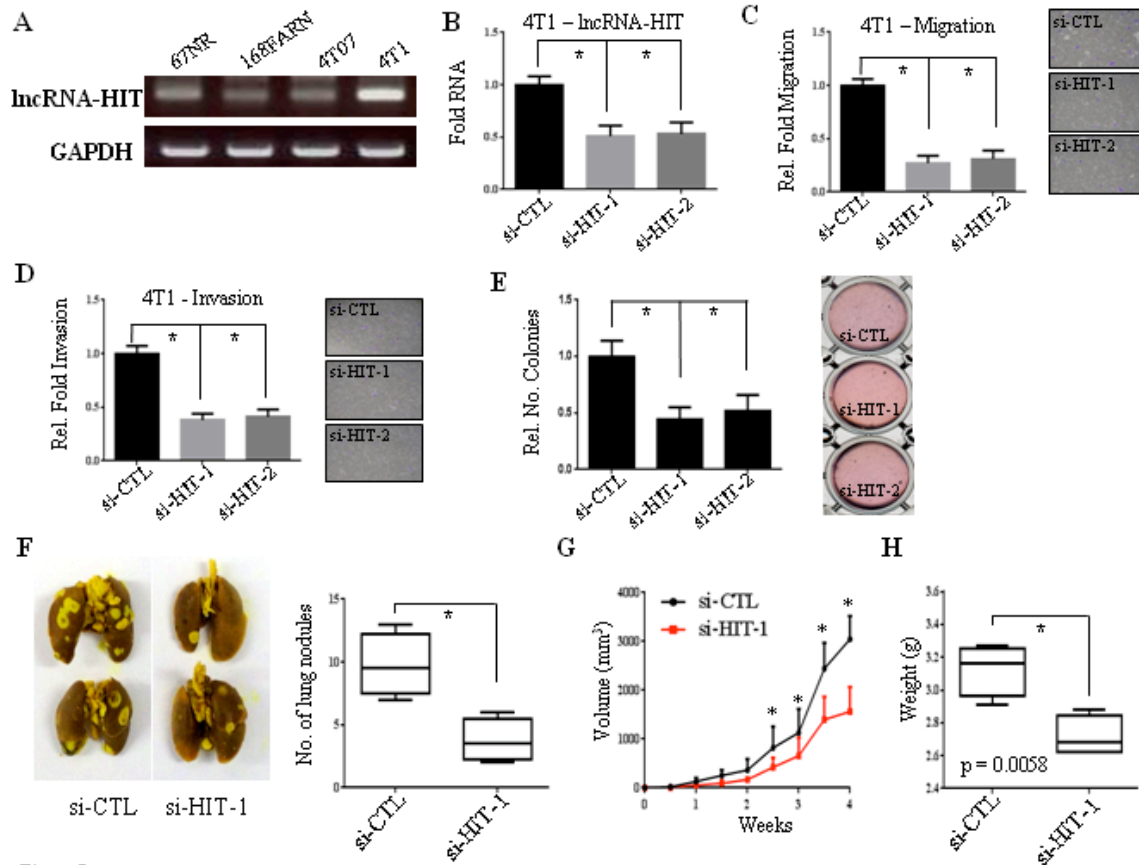 A
67NR
168FARN
4T07
4T1
lncRNA-HIT
GAPDH
B
4T1 – lncRNA-HIT
Fold RNA
1.5
1.0
0.5
0.0
* *
si-CTL
si-HIT-1
si-HIT-2
C
4T1 – Migration
Rel. Fold Migration
1.5
1.0
0.5
0.0
* *
si-CTL
si-HIT-1
si-HIT-2
si-CTL
si-HIT-1
si-HIT-2
D
4T1 - Invasion
Rel. Fold Invasion
1.5
1.0
0.5
0.0
* *
si-CTL
si-HIT-1
si-HIT-2
si-CTL
si-HIT-1
si-HIT-2
E
Rel. No. Colonies
1.5
1.0
0.5
0.0
* *
si-CTL
si-HIT-1
si-HIT-2
si-CTL
si-HIT-1
si-HIT-2
F
si-CTL
si-HIT-1
No. of lung nodules
15
10
5
0
*
si-CTL
si-HIT-1
G
si-CTL
si-HIT-1
Volume (mm³)
4000
3000
2000
1000
0
* * * *
0 1 2 3 4
Weeks
H
Weight (g)
3.4
3.2
3.0
2.8
2.6
2.4
*
p = 0.0058
si-CTL
si-HIT-1